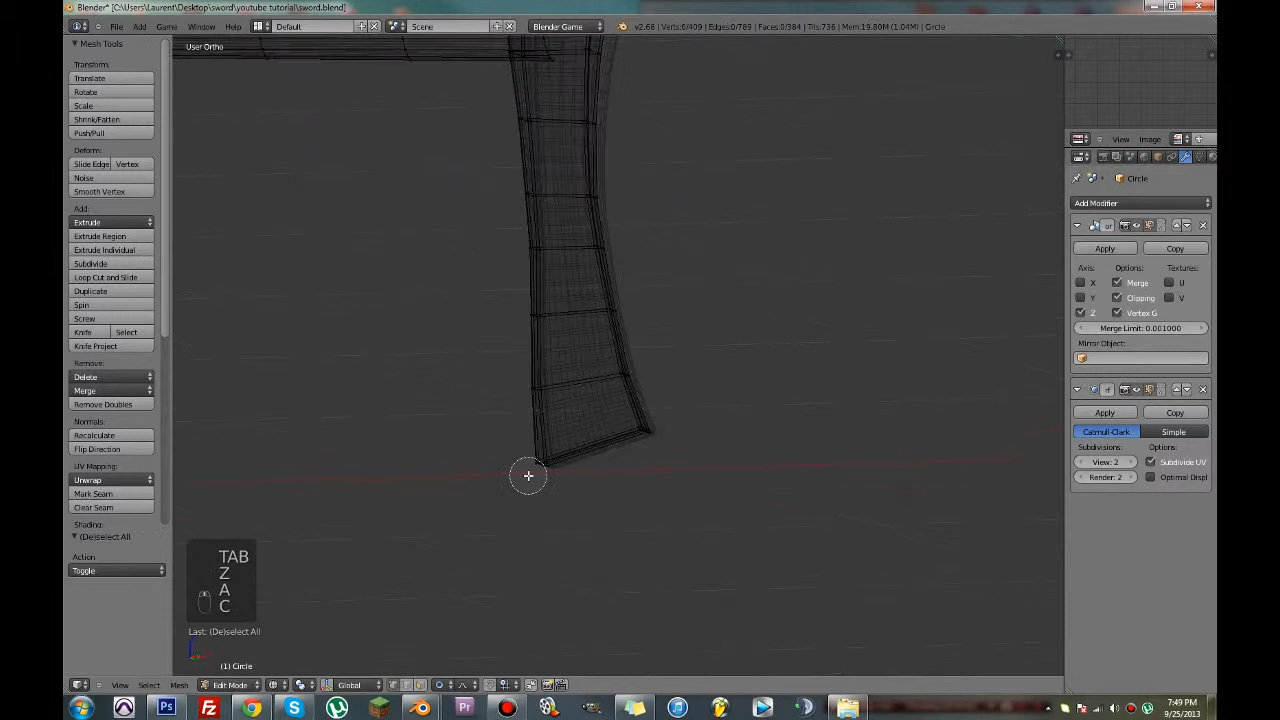 Blender* [C:\Users\Laurent\Desktop\sword\youtube tutorial\sword.blend]
File Add Game Window Help
Default
Scene
Blender Game
v2.68 | Verts:0/409 | Edges:0/789 | Faces:0/384 | Tris:736 | Mem:19.80M (1.04M) | Circle
Mesh Tools
User Ortho
Transform:
Translate
Rotate
Scale
Shrink/Fatten
Push/Pull
Deform:
Slide Edge Vertex
Noise
Smooth Vertex
Add:
Extrude
Extrude Region
Extrude Individual
Subdivide
Loop Cut and Slide
Duplicate
Spin
Screw
Knife Select
Knife Project
Remove:
Delete
Merge
Remove Doubles
Normals:
Recalculate
Flip Direction
UV Mapping:
Unwrap
Mark Seam
Clear Seam
Shading:
(De)select All
Action
Toggle
TAB
Z
A
C
Last: (De)select All
(1) Circle
View Image
Circle
Add Modifier
or
Apply Copy
Axis: Options: Textures:
X Merge U
Y Clipping V
Z Vertex G
Merge Limit: 0.001000
Mirror Object:
rf
Apply Copy
Catmull-Clark Simple
Subdivisions: Options:
View: 2 Subdivide UV
Render: 2 Optimal Displ
View Select Mesh Edit Mode Global
7:49 PM
9/25/2013